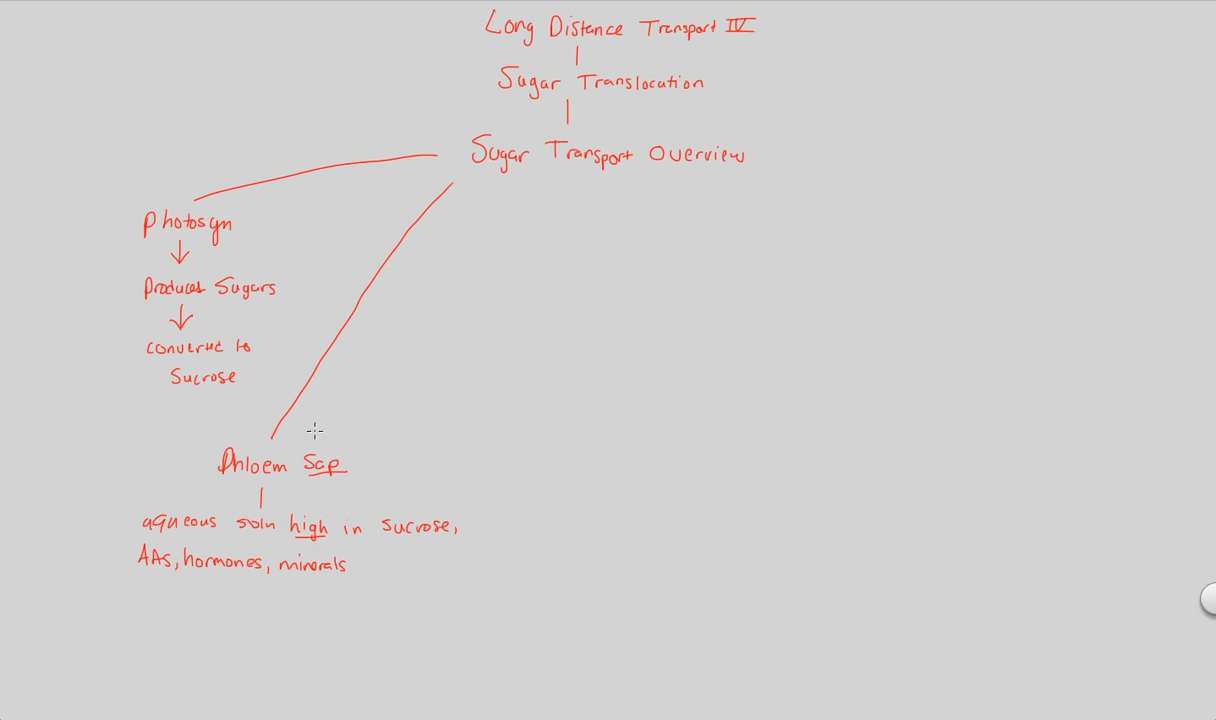 Long Distance Transport IV
Sugar Translocation
Sugar Transport Overview
Photosyn
Produces Sugars
converted to
Sucrose
Phloem Sap
aqueous soln high in sucrose,
AAs, hormones, minerals